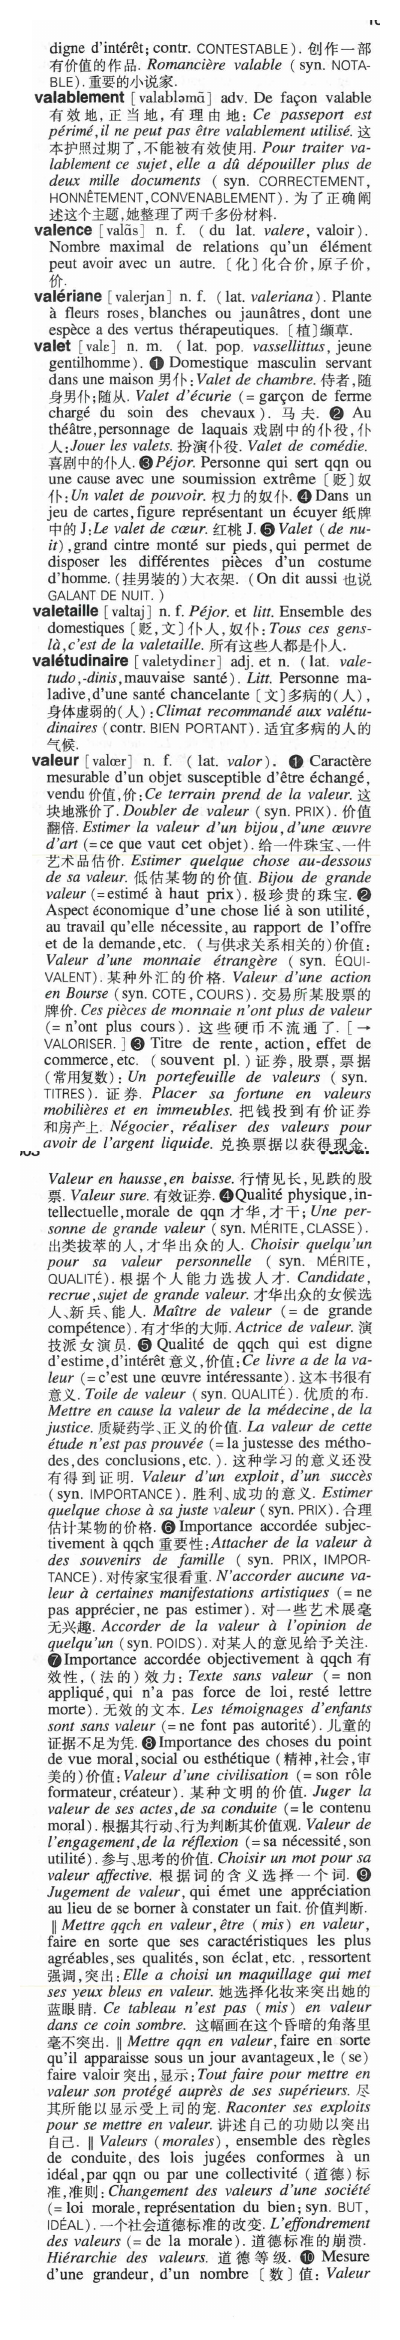 digne d'intérêt; contr. CONTESTABLE). 创作一部
有价值的作品. Romancière valable (syn. NOTA-
BLE). 重要的小说家.
valablement [valabləmɑ̃] adv. De façon valable
有效地,正当地,有理由地: Ce passeport est
périmé, il ne peut pas être valablement utilisé. 这
本护照过期了,不能被有效使用. Pour traiter va-
lablement ce sujet, elle a dû dépouiller plus de
deux mille documents (syn. CORRECTEMENT,
HONNÊTEMENT, CONVENABLEMENT). 为了正确阐
述这个主题,她整理了两千多份材料.
valence [valɑ̃s] n. f. (du lat. valere, valoir).
Nombre maximal de relations qu'un élément
peut avoir avec un autre. 〔化〕化合价,原子价,
价.
valériane [valerjan] n. f. (lat. valeriana). Plante
à fleurs roses, blanches ou jaunâtres, dont une
espèce a des vertus thérapeutiques. 〔植〕缬草.
valet [valɛ] n. m. (lat. pop. vassellittus, jeune
gentilhomme). ❶ Domestique masculin servant
dans une maison 男仆: Valet de chambre. 侍者,随
身男仆;随从. Valet d'écurie (= garçon de ferme
chargé du soin des chevaux). 马夫. ❷ Au
théâtre, personnage de laquais 戏剧中的仆役,仆
人: Jouer les valets. 扮演仆役. Valet de comédie.
喜剧中的仆人. ❸ Péjor. Personne qui sert qqn ou
une cause avec une soumission extrême 〔贬〕奴
仆: Un valet de pouvoir. 权力的奴仆. ❹ Dans un
jeu de cartes, figure représentant un écuyer 纸牌
中的 J: Le valet de cœur. 红桃 J. ❺ Valet (de nu-
it), grand cintre monté sur pieds, qui permet de
disposer les différentes pièces d'un costume
d'homme. (挂男装的)大衣架. (On dit aussi 也说
GALANT DE NUIT.)
valetaille [valtaj] n. f. Péjor. et litt. Ensemble des
domestiques 〔贬,文〕仆人,奴仆: Tous ces gens-
là, c'est de la valetaille. 所有这些人都是仆人.
valétudinaire [valetydinɛr] adj. et n. (lat. vale-
tudo, -dinis, mauvaise santé). Litt. Personne ma-
ladive, d'une santé chancelante 〔文〕多病的(人),
身体虚弱的(人): Climat recommandé aux valétu-
dinaires (contr. BIEN PORTANT). 适宜多病的人的
气候.
valeur [valœr] n. f. (lat. valor). ❶ Caractère
mesurable d'un objet susceptible d'être échangé,
vendu 价值,价: Ce terrain prend de la valeur. 这
块地涨价了. Doubler de valeur (syn. PRIX). 价值
翻倍. Estimer la valeur d'un bijou, d'une œuvre
d'art (= ce que vaut cet objet). 给一件珠宝、一件
艺术品估价. Estimer quelque chose au-dessous
de sa valeur. 低估某物的价值. Bijou de grande
valeur (= estimé à haut prix). 极珍贵的珠宝. ❷
Aspect économique d'une chose lié à son utilité,
au travail qu'elle nécessite, au rapport de l'offre
et de la demande, etc. (与供求关系相关的)价值:
Valeur d'une monnaie étrangère (syn. ÉQUI-
VALENT). 某种外汇的价格. Valeur d'une action
en Bourse (syn. COTE, COURS). 交易所某股票的
牌价. Ces pièces de monnaie n'ont plus de valeur
(= n'ont plus cours). 这些硬币不流通了. [→
VALORISER.] ❸ Titre de rente, action, effet de
commerce, etc. (souvent pl.) 证券,股票,票据
(常用复数): Un portefeuille de valeurs (syn.
TITRES). 证券. Placer sa fortune en valeurs
mobilières et en immeubles. 把钱投到有价证券
和房产上. Négocier, réaliser des valeurs pour
avoir de l'argent liquide. 兑换票据以获得现金.
Valeur en hausse, en baisse. 行情见长,见跌的股
票. Valeur sure. 有效证券. ❹ Qualité physique, in-
tellectuelle, morale de qqn 才华,才干; Une per-
sonne de grande valeur (syn. MÉRITE, CLASSE).
出类拔萃的人,才华出众的人. Choisir quelqu'un
pour sa valeur personnelle (syn. MÉRITE,
QUALITÉ). 根据个人能力选拔人才. Candidate,
recrue, sujet de grande valeur. 才华出众的女候选
人、新兵、能人. Maître de valeur (= de grande
compétence). 有才华的大师. Actrice de valeur. 演
技派女演员. ❺ Qualité de qqch qui est digne
d'estime, d'intérêt 意义,价值: Ce livre a de la va-
leur (= c'est une œuvre intéressante). 这本书很有
意义. Toile de valeur (syn. QUALITÉ). 优质的布.
Mettre en cause la valeur de la médecine, de la
justice. 质疑药学、正义的价值. La valeur de cette
étude n'est pas prouvée (= la justesse des métho-
des, des conclusions, etc.). 这种学习的意义还没
有得到证明. Valeur d'un exploit, d'un succès
(syn. IMPORTANCE). 胜利、成功的意义. Estimer
quelque chose à sa juste valeur (syn. PRIX). 合理
估计某物的价格. ❻ Importance accordée subjec-
tivement à qqch 重要性: Attacher de la valeur à
des souvenirs de famille (syn. PRIX, IMPOR-
TANCE). 对传家宝很看重. N'accorder aucune va-
leur à certaines manifestations artistiques (= ne
pas apprécier, ne pas estimer). 对一些艺术展毫
无兴趣. Accorder de la valeur à l'opinion de
quelqu'un (syn. POIDS). 对某人的意见给予关注.
❼ Importance accordée objectivement à qqch 有
效性,(法的)效力: Texte sans valeur (= non
appliqué, qui n'a pas force de loi, resté lettre
morte). 无效的文本. Les témoignages d'enfants
sont sans valeur (= ne font pas autorité). 儿童的
证据不足为凭. ❽ Importance des choses du point
de vue moral, social ou esthétique (精神,社会,审
美的)价值: Valeur d'une civilisation (= son rôle
formateur, créateur). 某种文明的价值. Juger la
valeur de ses actes, de sa conduite (= le contenu
moral). 根据其行动、行为判断其价值观. Valeur de
l'engagement, de la réflexion (= sa nécessité, son
utilité). 参与、思考的价值. Choisir un mot pour sa
valeur affective. 根据词的含义选择一个词. ❾
Jugement de valeur, qui émet une appréciation
au lieu de se borner à constater un fait. 价值判断.
‖ Mettre qqch en valeur, être (mis) en valeur,
faire en sorte que ses caractéristiques les plus
agréables, ses qualités, son éclat, etc., ressortent
强调,突出: Elle a choisi un maquillage qui met
ses yeux bleus en valeur. 她选择化妆来突出她的
蓝眼睛. Ce tableau n'est pas (mis) en valeur
dans ce coin sombre. 这幅画在这个昏暗的角落里
毫不突出. ‖ Mettre qqn en valeur, faire en sorte
qu'il apparaisse sous un jour avantageux, le (se)
faire valoir 突出,显示: Tout faire pour mettre en
valeur son protégé auprès de ses supérieurs. 尽
其所能以显示受上司的宠. Raconter ses exploits
pour se mettre en valeur. 讲述自己的功勋以突出
自己. ‖ Valeurs (morales), ensemble des règles
de conduite, des lois jugées conformes à un
idéal, par qqn ou par une collectivité (道德)标
准,准则: Changement des valeurs d'une société
(= loi morale, représentation du bien; syn. BUT,
IDÉAL). 一个社会道德标准的改变. L'effondrement
des valeurs (= de la morale). 道德标准的崩溃.
Hiérarchie des valeurs. 道德等级. ❿ Mesure
d'une grandeur, d'un nombre 〔数〕值: Valeur